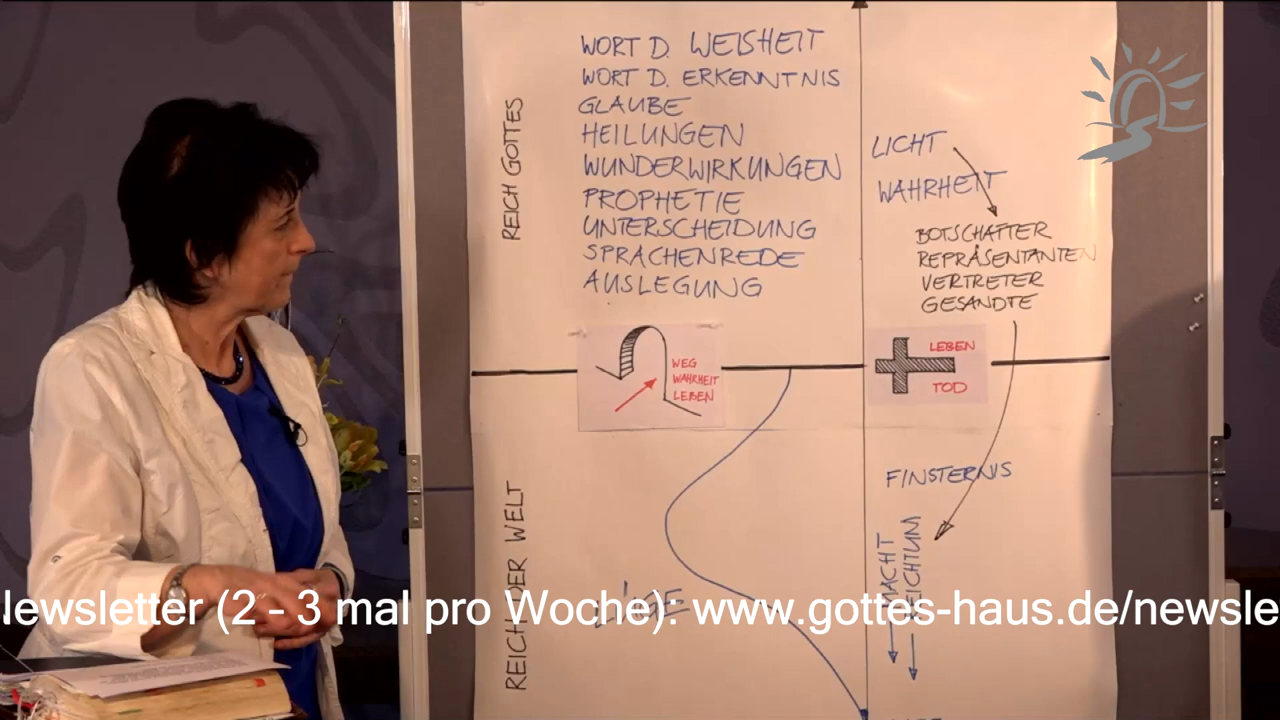 WORT D. WEISHEIT
WORT D. ERKENNTNIS
GLAUBE
HEILUNGEN
WUNDERWIRKUNGEN
PROPHETIE
UNTERSCHEIDUNG
SPRACHENREDE
AUSLEGUNG
REICH GOTTES
LICHT
WAHRHEIT
BOTSCHAFTER
REPRÄSENTANTEN
VERTRETER
GESANDTE
WEG
WAHRHEIT
LEBEN
LEBEN
TOD
FINSTERNIS
MACHT
REICHTUM
REICH DER WELT
lewsletter (2 - 3 mal pro Woche): www.gottes-haus.de/newsle